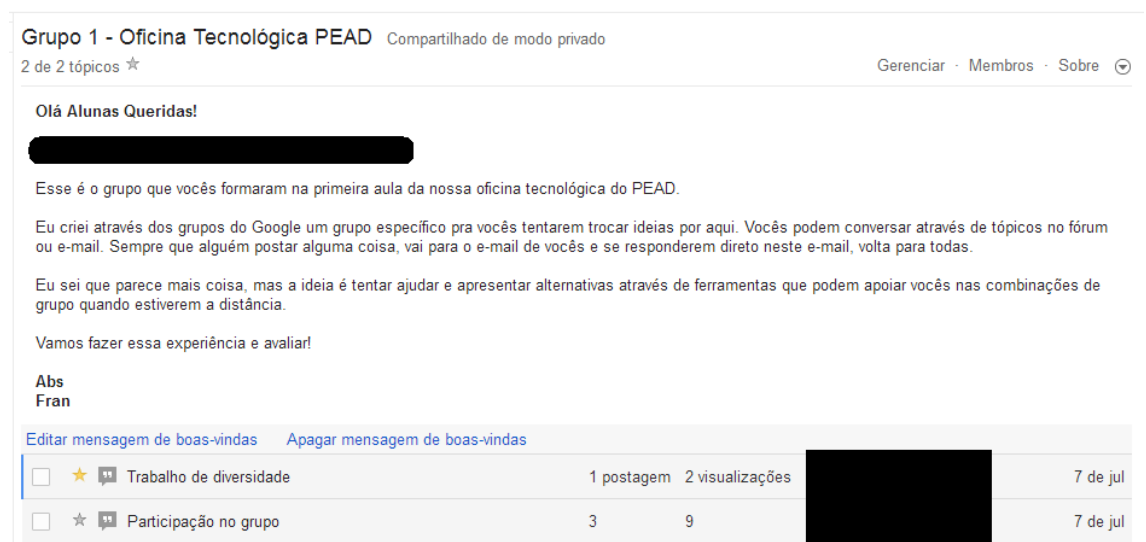 Grupo 1 - Oficina Tecnológica PEAD Compartilhado de modo privado
2 de 2 tópicos
Gerenciar · Membros · Sobre
Olá Alunas Queridas!
Esse é o grupo que vocês formaram na primeira aula da nossa oficina tecnológica do PEAD.
Eu criei através dos grupos do Google um grupo específico pra vocês tentarem trocar ideias por aqui. Vocês podem conversar através de tópicos no fórum
ou e-mail. Sempre que alguém postar alguma coisa, vai para o e-mail de vocês e se responderem direto neste e-mail, volta para todas.
Eu sei que parece mais coisa, mas a ideia é tentar ajudar e apresentar alternativas através de ferramentas que podem apoiar vocês nas combinações de
grupo quando estiverem a distância.
Vamos fazer essa experiência e avaliar!
Abs
Fran
Editar mensagem de boas-vindas Apagar mensagem de boas-vindas
Trabalho de diversidade 1 postagem 2 visualizações 7 de jul
Participação no grupo 3 9 7 de jul